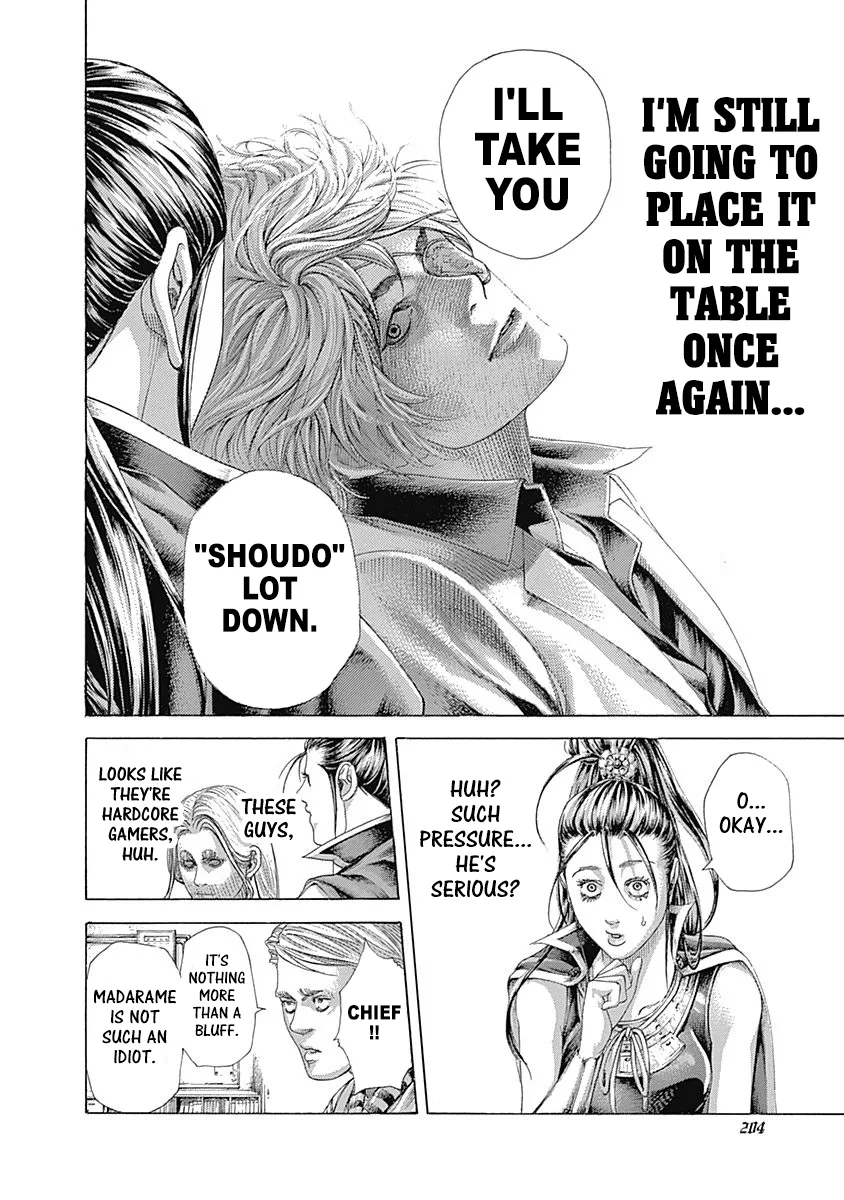 I'M STILL
GOING TO
PLACE IT
ON THE
TABLE
ONCE
AGAIN...
I'LL
TAKE
YOU
"SHOUDO"
LOT
DOWN.
O...
OKAY...
HUH?
SUCH
PRESSURE...
HE'S
SERIOUS?
THESE
GUYS,
LOOKS LIKE
THEY'RE
HARDCORE
GAMERS,
HUH.
CHIEF
!!
IT'S
NOTHING
MORE
THAN A
BLUFF.
MADARAME
IS NOT
SUCH AN
IDIOT.
204